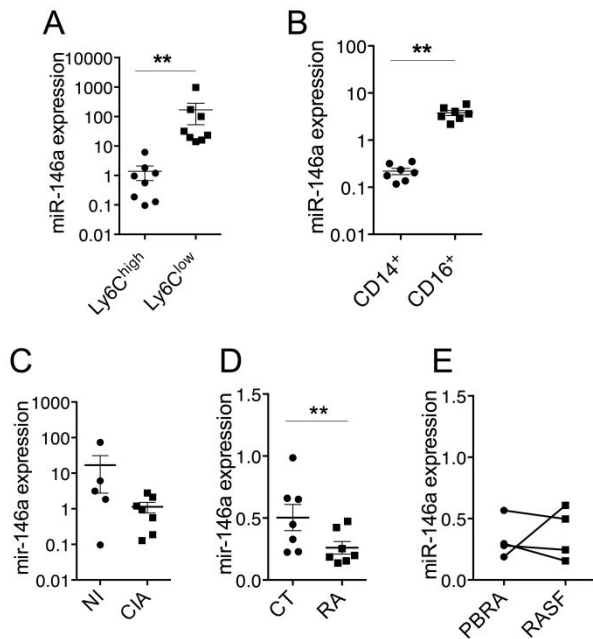 A
miR-146a expression
10000
1000
100
10
1
0.1
0.01
**
Ly6Chigh
Ly6Clow
B
miR-146a expression
100
10
1
0.1
0.01
**
CD14+
CD16+
C
mir-146a expression
1000
100
10
1
0.1
0.01
NI
CIA
D
mir-146a expression
1.5
1.0
0.5
0.0
**
CT
RA
E
miR-146a expression
1.5
1.0
0.5
0.0
PBRA
RASF